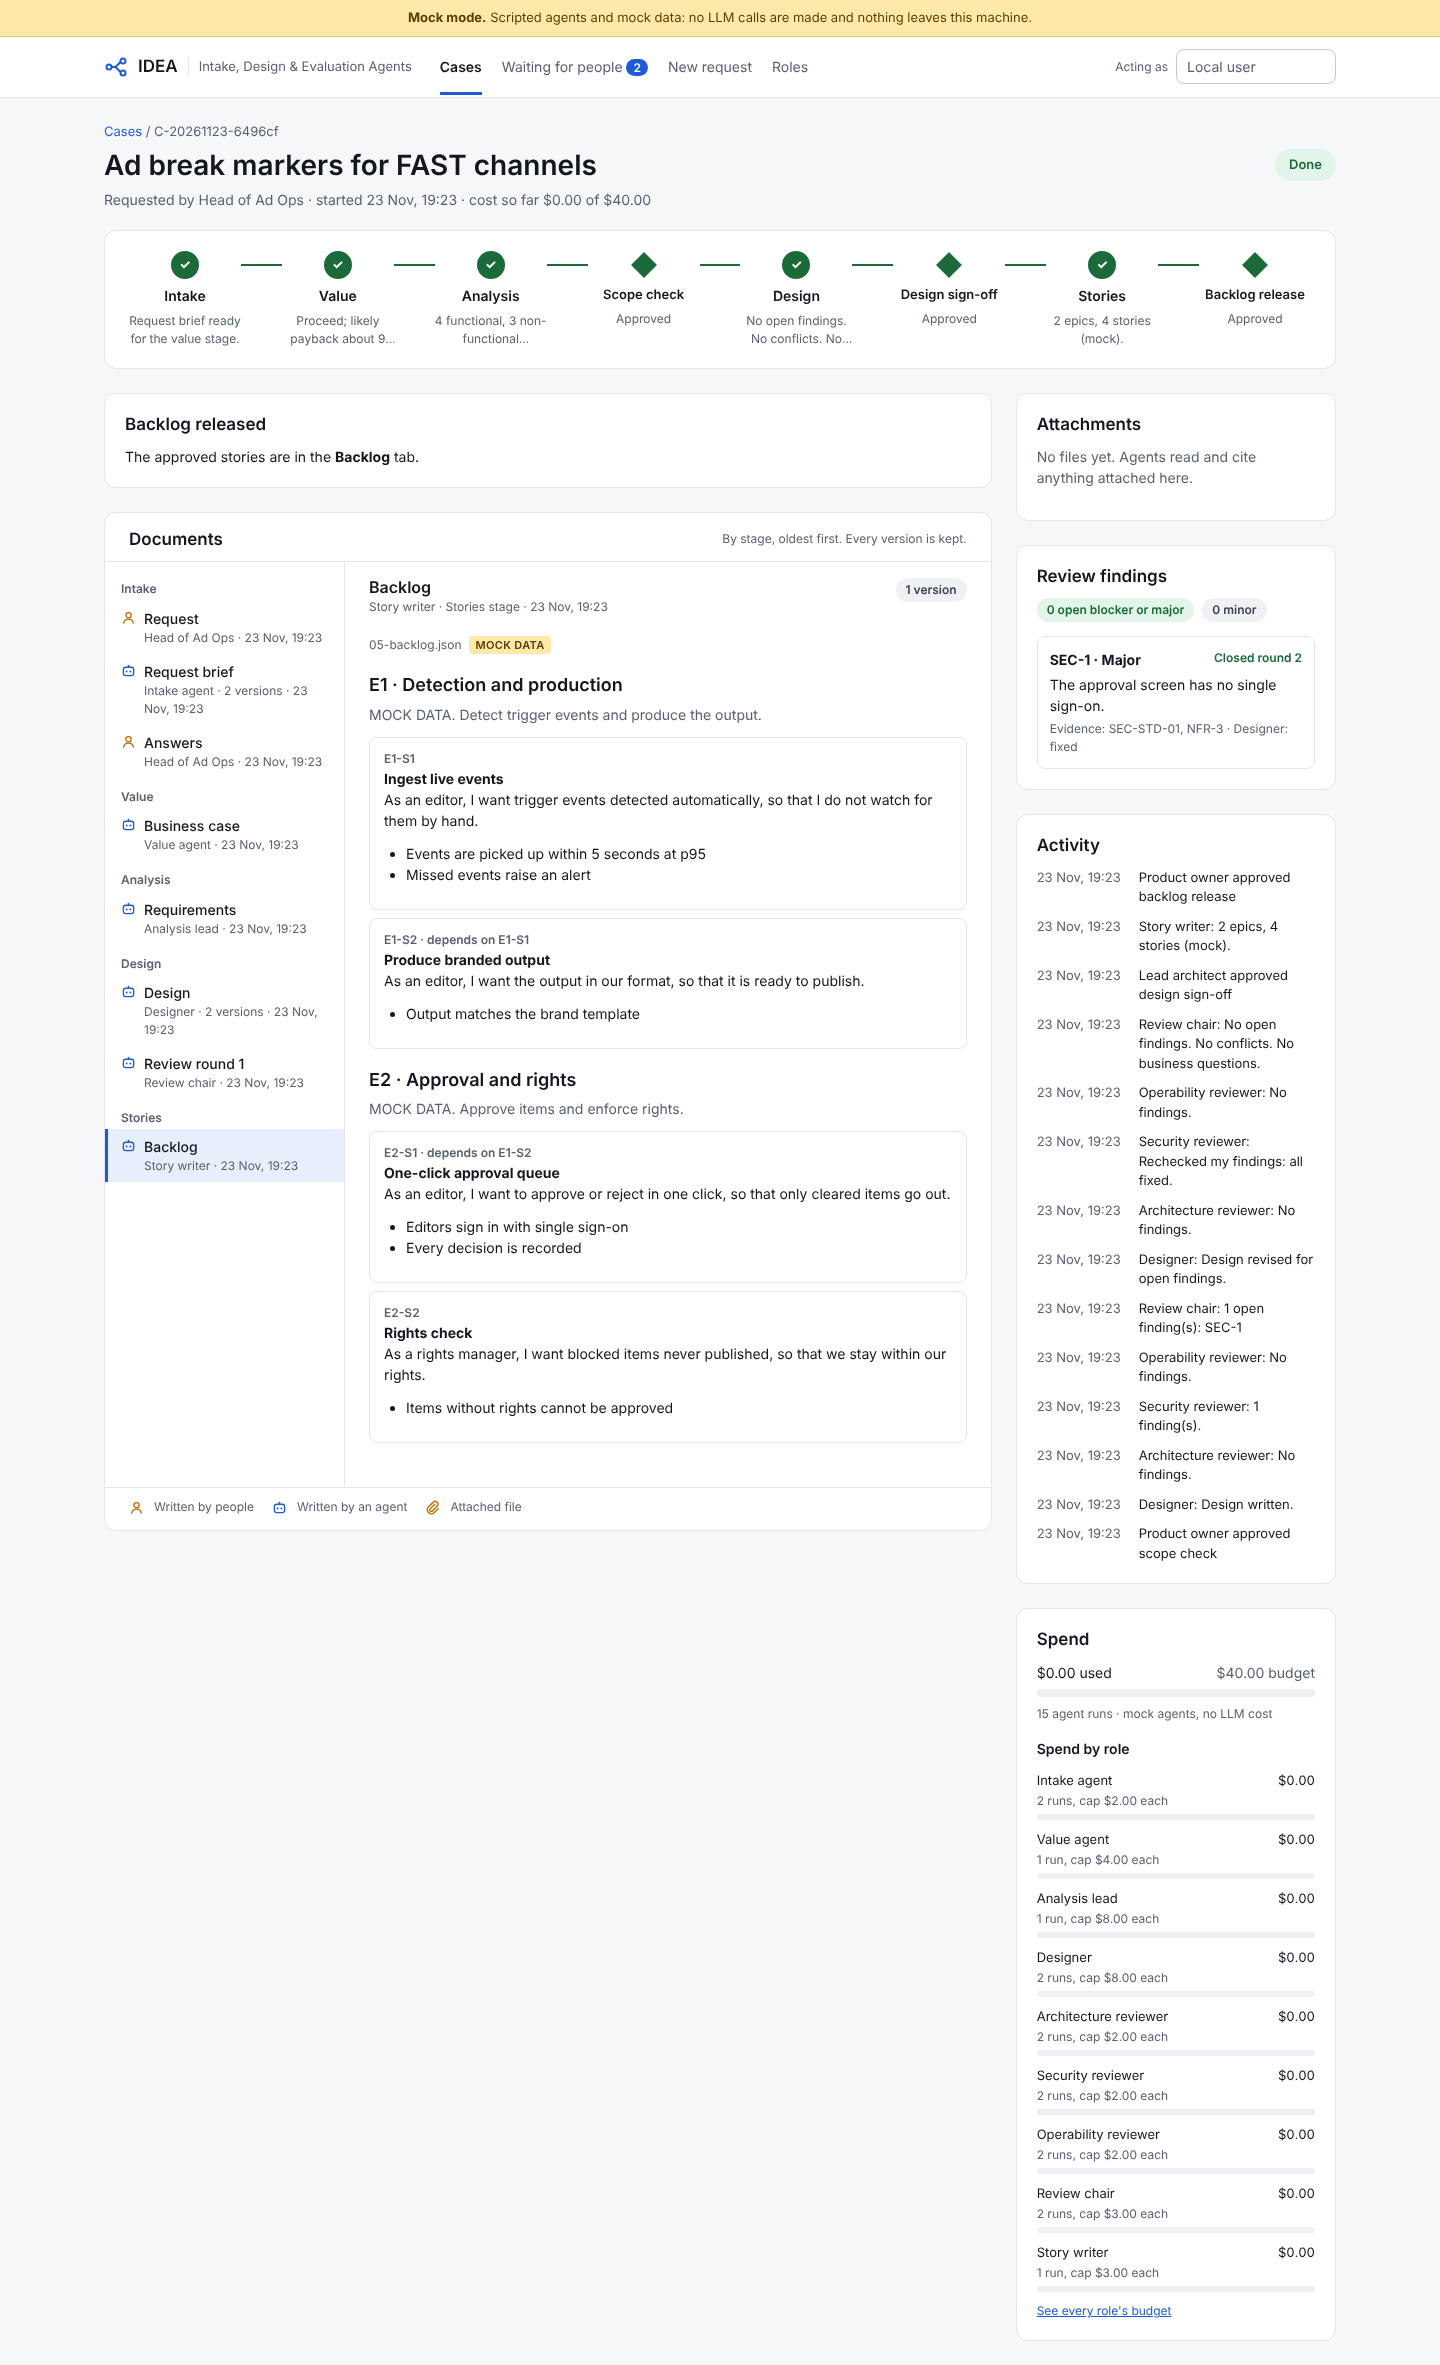 Mock mode. Scripted agents and mock data: no LLM calls are made and nothing leaves this machine.
IDEA
Intake, Design & Evaluation Agents
Cases
Waiting for people 2
New request
Roles
Acting as
Local user
Cases / C-20261123-6496cf
Ad break markers for FAST channels
Done
Requested by Head of Ad Ops · started 23 Nov, 19:23 · cost so far $0.00 of $40.00
Intake
Request brief ready
for the value stage.
Value
Proceed; likely
payback about 9...
Analysis
4 functional, 3 non-
functional...
Scope check
Approved
Design
No open findings.
No conflicts. No...
Design sign-off
Approved
Stories
2 epics, 4 stories
(mock).
Backlog release
Approved
Backlog released
The approved stories are in the Backlog tab.
Documents
By stage, oldest first. Every version is kept.
Intake
Request
Head of Ad Ops · 23 Nov, 19:23
Request brief
Intake agent · 2 versions · 23
Nov, 19:23
Answers
Head of Ad Ops · 23 Nov, 19:23
Value
Business case
Value agent · 23 Nov, 19:23
Analysis
Requirements
Analysis lead · 23 Nov, 19:23
Design
Design
Designer · 2 versions · 23 Nov,
19:23
Review round 1
Review chair · 23 Nov, 19:23
Stories
Backlog
Story writer · 23 Nov, 19:23
Backlog
1 version
Story writer · Stories stage · 23 Nov, 19:23
05-backlog.json MOCK DATA
E1 · Detection and production
MOCK DATA. Detect trigger events and produce the output.
E1-S1
Ingest live events
As an editor, I want trigger events detected automatically, so that I do not watch for
them by hand.
• Events are picked up within 5 seconds at p95
• Missed events raise an alert
E1-S2 · depends on E1-S1
Produce branded output
As an editor, I want the output in our format, so that it is ready to publish.
• Output matches the brand template
E2 · Approval and rights
MOCK DATA. Approve items and enforce rights.
E2-S1 · depends on E1-S2
One-click approval queue
As an editor, I want to approve or reject in one click, so that only cleared items go out.
• Editors sign in with single sign-on
• Every decision is recorded
E2-S2
Rights check
As a rights manager, I want blocked items never published, so that we stay within our
rights.
• Items without rights cannot be approved
Written by people
Written by an agent
Attached file
Attachments
No files yet. Agents read and cite
anything attached here.
Review findings
0 open blocker or major
0 minor
SEC-1 · Major
Closed round 2
The approval screen has no single
sign-on.
Evidence: SEC-STD-01, NFR-3 · Designer:
fixed
Activity
23 Nov, 19:23 Product owner approved
backlog release
23 Nov, 19:23 Story writer: 2 epics, 4
stories (mock).
23 Nov, 19:23 Lead architect approved
design sign-off
23 Nov, 19:23 Review chair: No open
findings. No conflicts. No
business questions.
23 Nov, 19:23 Operability reviewer: No
findings.
23 Nov, 19:23 Security reviewer:
Rechecked my findings: all
fixed.
23 Nov, 19:23 Architecture reviewer: No
findings.
23 Nov, 19:23 Designer: Design revised for
open findings.
23 Nov, 19:23 Review chair: 1 open
finding(s): SEC-1
23 Nov, 19:23 Operability reviewer: No
findings.
23 Nov, 19:23 Security reviewer: 1
finding(s).
23 Nov, 19:23 Architecture reviewer: No
findings.
23 Nov, 19:23 Designer: Design written.
23 Nov, 19:23 Product owner approved
scope check
Spend
$0.00 used
$40.00 budget
15 agent runs · mock agents, no LLM cost
Spend by role
Intake agent $0.00
2 runs, cap $2.00 each
Value agent $0.00
1 run, cap $4.00 each
Analysis lead $0.00
1 run, cap $8.00 each
Designer $0.00
2 runs, cap $8.00 each
Architecture reviewer $0.00
2 runs, cap $2.00 each
Security reviewer $0.00
2 runs, cap $2.00 each
Operability reviewer $0.00
2 runs, cap $2.00 each
Review chair $0.00
2 runs, cap $3.00 each
Story writer $0.00
1 run, cap $3.00 each
See every role's budget